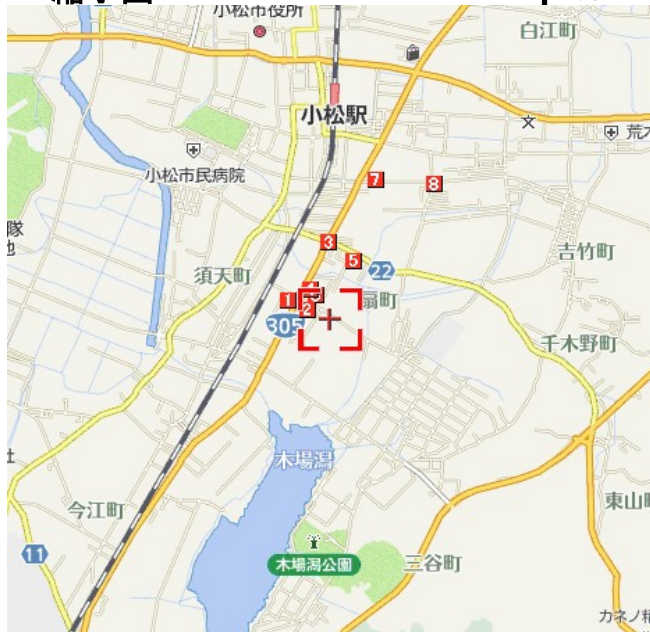 小松市役所
白江町
小松駅
荒木
小松市民病院
7
8
隊
地
3
5
吉竹町
須天町
22
1
扇町
2
305
千木野町
木場潟
社
今江町
東山町
11
木場潟公園
三谷町
カネノ